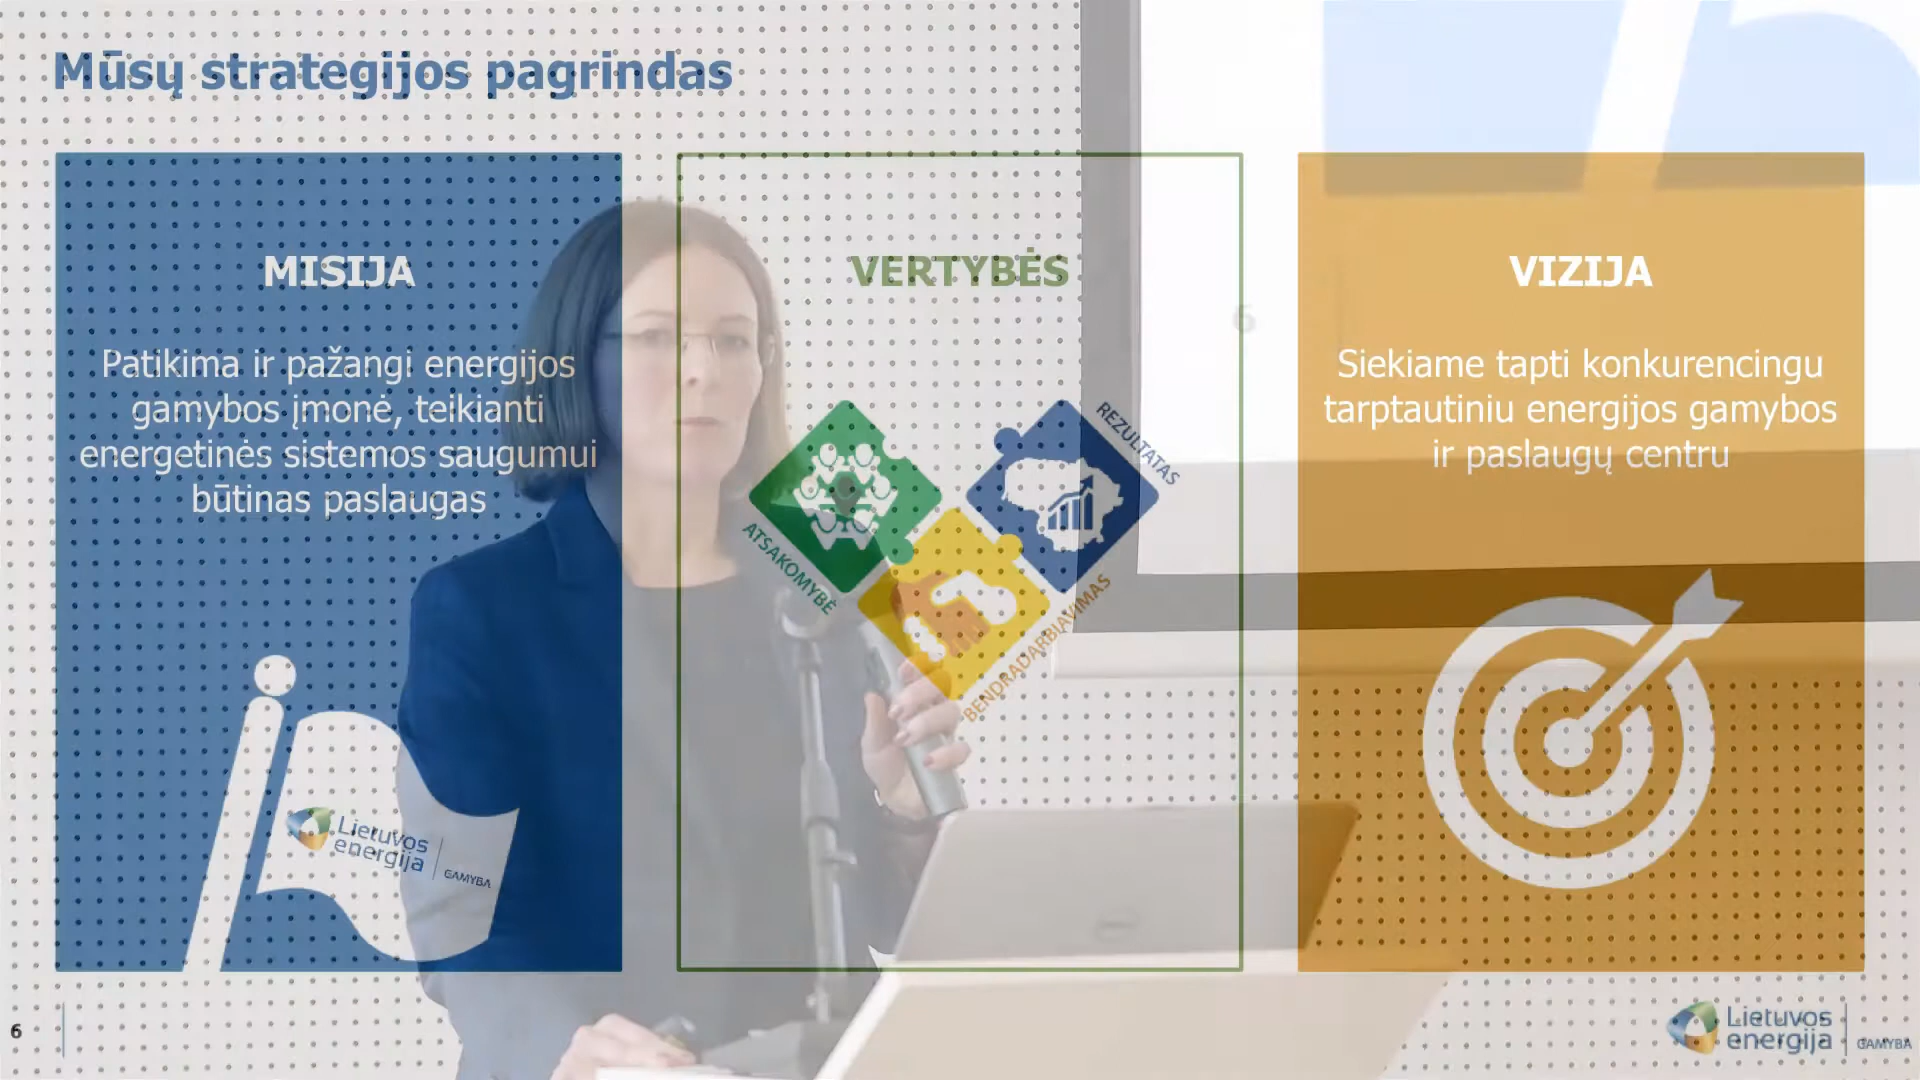 Mūsų strategijos pagrindas
MISIJA
Patikima ir pažangi energijos
gamybos įmonė, teikianti
energetinės sistemos saugumui
būtinas paslaugas
Lietuvos
energija
GAMYBA
VERTYBĖS
ATSAKOMYBĖ
BENDRADARBIAVIMAS
REZULTATAS
VIZIJA
Siekiame tapti konkurencingu
tarptautiniu energijos gamybos
ir paslaugų centru
6
6
Lietuvos
energija
GAMYBA